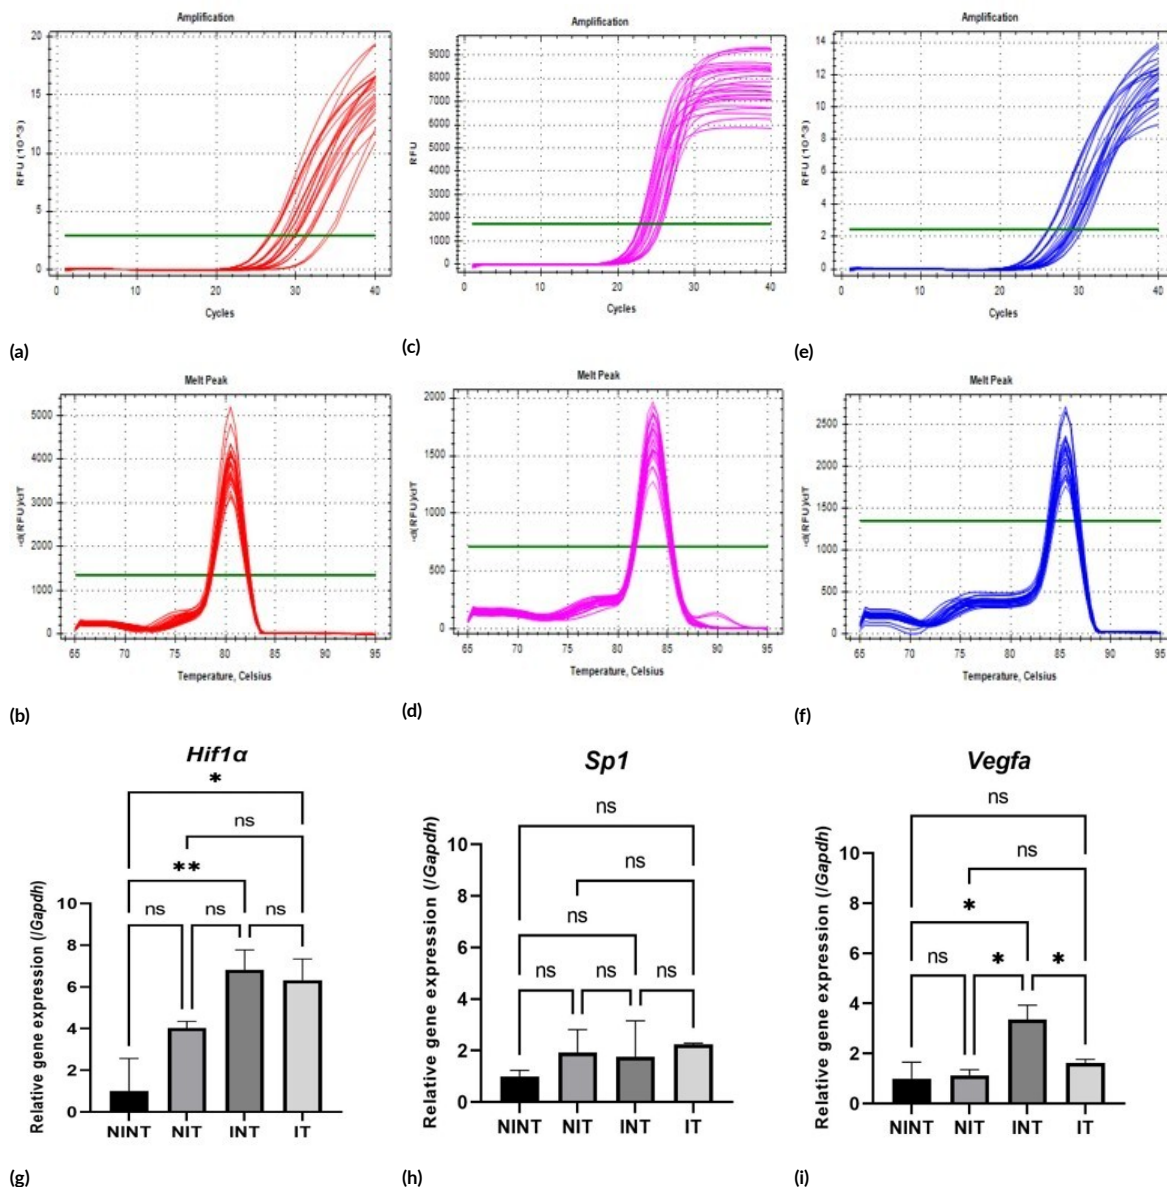 Amplification
RFU (10^3)
20
15
10
5
0
0 10 20 30 40
Cycles
(a)
Amplification
RFU
9000
8000
7000
6000
5000
4000
3000
2000
1000
0
0 10 20 30 40
Cycles
(c)
Amplification
RFU (10^3)
14
12
10
8
6
4
2
0
0 10 20 30 40
Cycles
(e)
Melt Peak
-d(RFU)/dT
5000
4000
3000
2000
1000
0
65 70 75 80 85 90 95
Temperature, Celsius
(b)
Melt Peak
-d(RFU)/dT
2000
1500
1000
500
0
65 70 75 80 85 90 95
Temperature, Celsius
(d)
Melt Peak
-d(RFU)/dT
2500
2000
1500
1000
500
0
65 70 75 80 85 90 95
Temperature, Celsius
(f)
Hif1α
*
ns
**
ns ns ns
Relative gene expression (/Gapdh)
10
8
6
4
2
0
NINT NIT INT IT
(g)
Sp1
ns
ns
ns
ns ns ns
Relative gene expression (/Gapdh)
10
8
6
4
2
0
NINT NIT INT IT
(h)
Vegfa
ns
ns
*
ns * *
Relative gene expression (/Gapdh)
10
8
6
4
2
0
NINT NIT INT IT
(i)